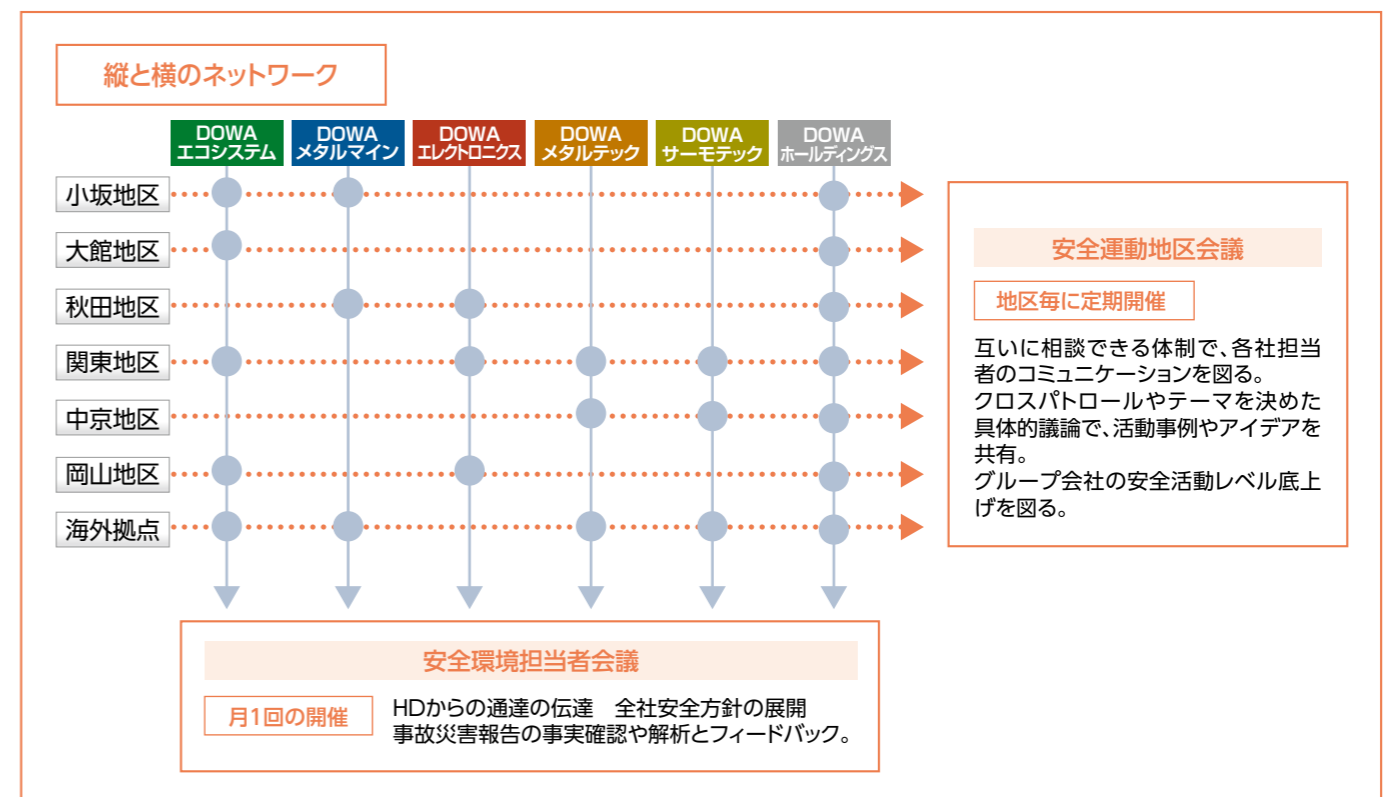 縦と横のネットワーク
DOWA
エコシステム
DOWA
メタルマイン
DOWA
エレクトロニクス
DOWA
メタルテック
DOWA
サーモテック
DOWA
ホールディングス
小坂地区
大館地区
秋田地区
関東地区
中京地区
岡山地区
海外拠点
安全運動地区会議
地区毎に定期開催
互いに相談できる体制で、各社担当
者のコミュニケーションを図る。
クロスパトロールやテーマを決めた
具体的議論で、活動事例やアイデアを
共有。
グループ会社の安全活動レベル底上
げを図る。
安全環境担当者会議
月1回の開催
HDからの通達の伝達　全社安全方針の展開
事故災害報告の事実確認や解析とフィードバック。